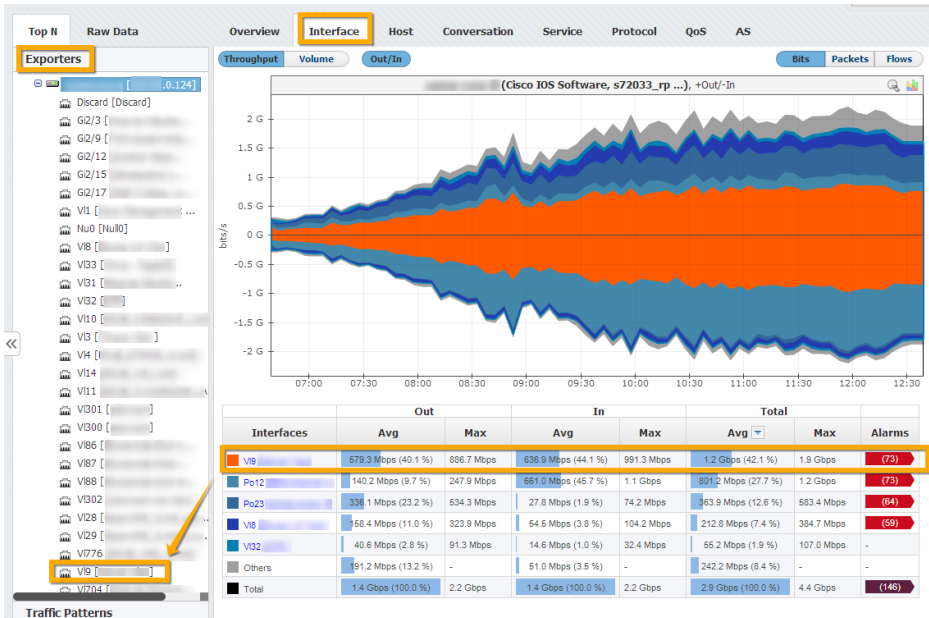 Top N Raw Data
Overview Interface Host Conversation Service Protocol QoS AS
Exporters
Throughput Volume Out/In Bits Packets Flows
[ .0.124]
Discard [Discard]
Gi2/3 [
Gi2/9 [
Gi2/12 [
Gi2/15 [
Gi2/17 [
Vl1 [ : ...
Nu0 [Null0]
Vl8 [ ]
Vl33 [
Vl31 [ ..
Vl32 [ ]
Vl10 [
Vl3 [ ]
Vl4 [
Vl14
Vl11
Vl301 [ ]
Vl300 [ ]
Vl86 [
Vl87 [
Vl88 [
Vl302
Vl28 [
Vl29 [
Vl776
Vl9 [ ]
Vl704 [
Traffic Patterns
(Cisco IOS Software, s72033_rp ...), +Out/-In
bits/s
2 G
1.5 G
1 G
0.5 G
0 G
-0.5 G
-1 G
-1.5 G
-2 G
07:00 07:30 08:00 08:30 09:00 09:30 10:00 10:30 11:00 11:30 12:00 12:30
Out In Total
Interfaces Avg Max Avg Max Avg Max Alarms
Vl9 579.3 Mbps (40.1 %) 886.7 Mbps 636.9 Mbps (44.1 %) 991.3 Mbps 1.2 Gbps (42.1 %) 1.9 Gbps (73)
Po12 140.2 Mbps (9.7 %) 247.9 Mbps 661.0 Mbps (45.7 %) 1.1 Gbps 801.2 Mbps (27.7 %) 1.2 Gbps (73)
Po23 336.1 Mbps (23.2 %) 534.3 Mbps 27.8 Mbps (1.9 %) 74.2 Mbps 363.9 Mbps (12.6 %) 583.4 Mbps (64)
Vl8 158.4 Mbps (11.0 %) 323.9 Mbps 54.5 Mbps (3.8 %) 104.2 Mbps 212.8 Mbps (7.4 %) 384.7 Mbps (59)
Vl32 40.6 Mbps (2.8 %) 91.3 Mbps 14.6 Mbps (1.0 %) 32.4 Mbps 55.2 Mbps (1.9 %) 107.0 Mbps -
Others 191.2 Mbps (13.2 %) - 51.0 Mbps (3.5 %) - 242.2 Mbps (8.4 %) - -
Total 1.4 Gbps (100.0 %) 2.2 Gbps 1.4 Gbps (100.0 %) 2.2 Gbps 2.9 Gbps (100.0 %) 4.4 Gbps (146)